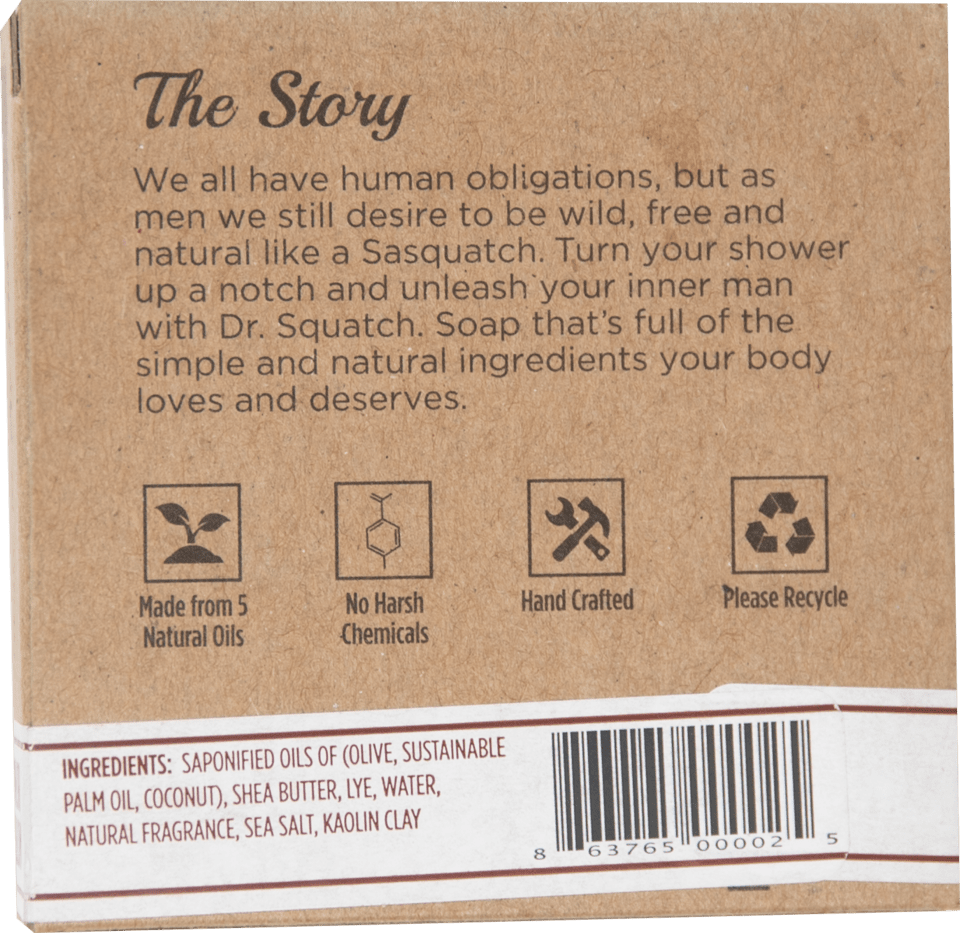 The Story
We all have human obligations, but as
men we still desire to be wild, free and
natural like a Sasquatch. Turn your shower
up a notch and unleash your inner man
with Dr. Squatch. Soap that's full of the
simple and natural ingredients your body
loves and deserves.
Made from 5
Natural Oils
No Harsh
Chemicals
Hand Crafted
Please Recycle
INGREDIENTS: SAPONIFIED OILS OF (OLIVE, SUSTAINABLE
PALM OIL, COCONUT), SHEA BUTTER, LYE, WATER,
NATURAL FRAGRANCE, SEA SALT, KAOLIN CLAY
8 63765 00002 5